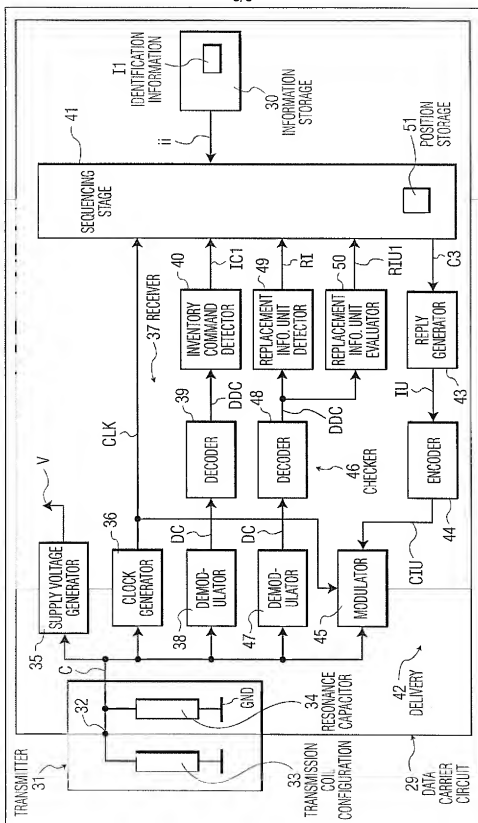 TRANSMITTER
31
32
C
V
35
SUPPLY VOLTAGE
GENERATOR
36
CLOCK
GENERATOR
CLK
37 RECEIVER
38
DEMOD-
ULATOR
DC
39
DECODER
DDC
40
INVENTORY
COMMAND
DETECTOR
IC1
41
SEQUENCING
STAGE
ii
I1
IDENTIFICATION
INFORMATION
30
INFORMATION
STORAGE
47
DEMOD-
ULATOR
DC
48
DECODER
DDC
49
REPLACEMENT
INFO. UNIT
DETECTOR
RI
50
REPLACEMENT
INFO. UNIT
EVALUATOR
RIU1
46
CHECKER
51
POSITION
STORAGE
45
MODULATOR
CIU
44
ENCODER
IU
43
REPLY
GENERATOR
C3
33
TRANSMISSION
COIL
CONFIGURATION
34
RESONANCE
CAPACITOR
GND
42
DELIVERY
29
DATA
CARRIER
CIRCUIT